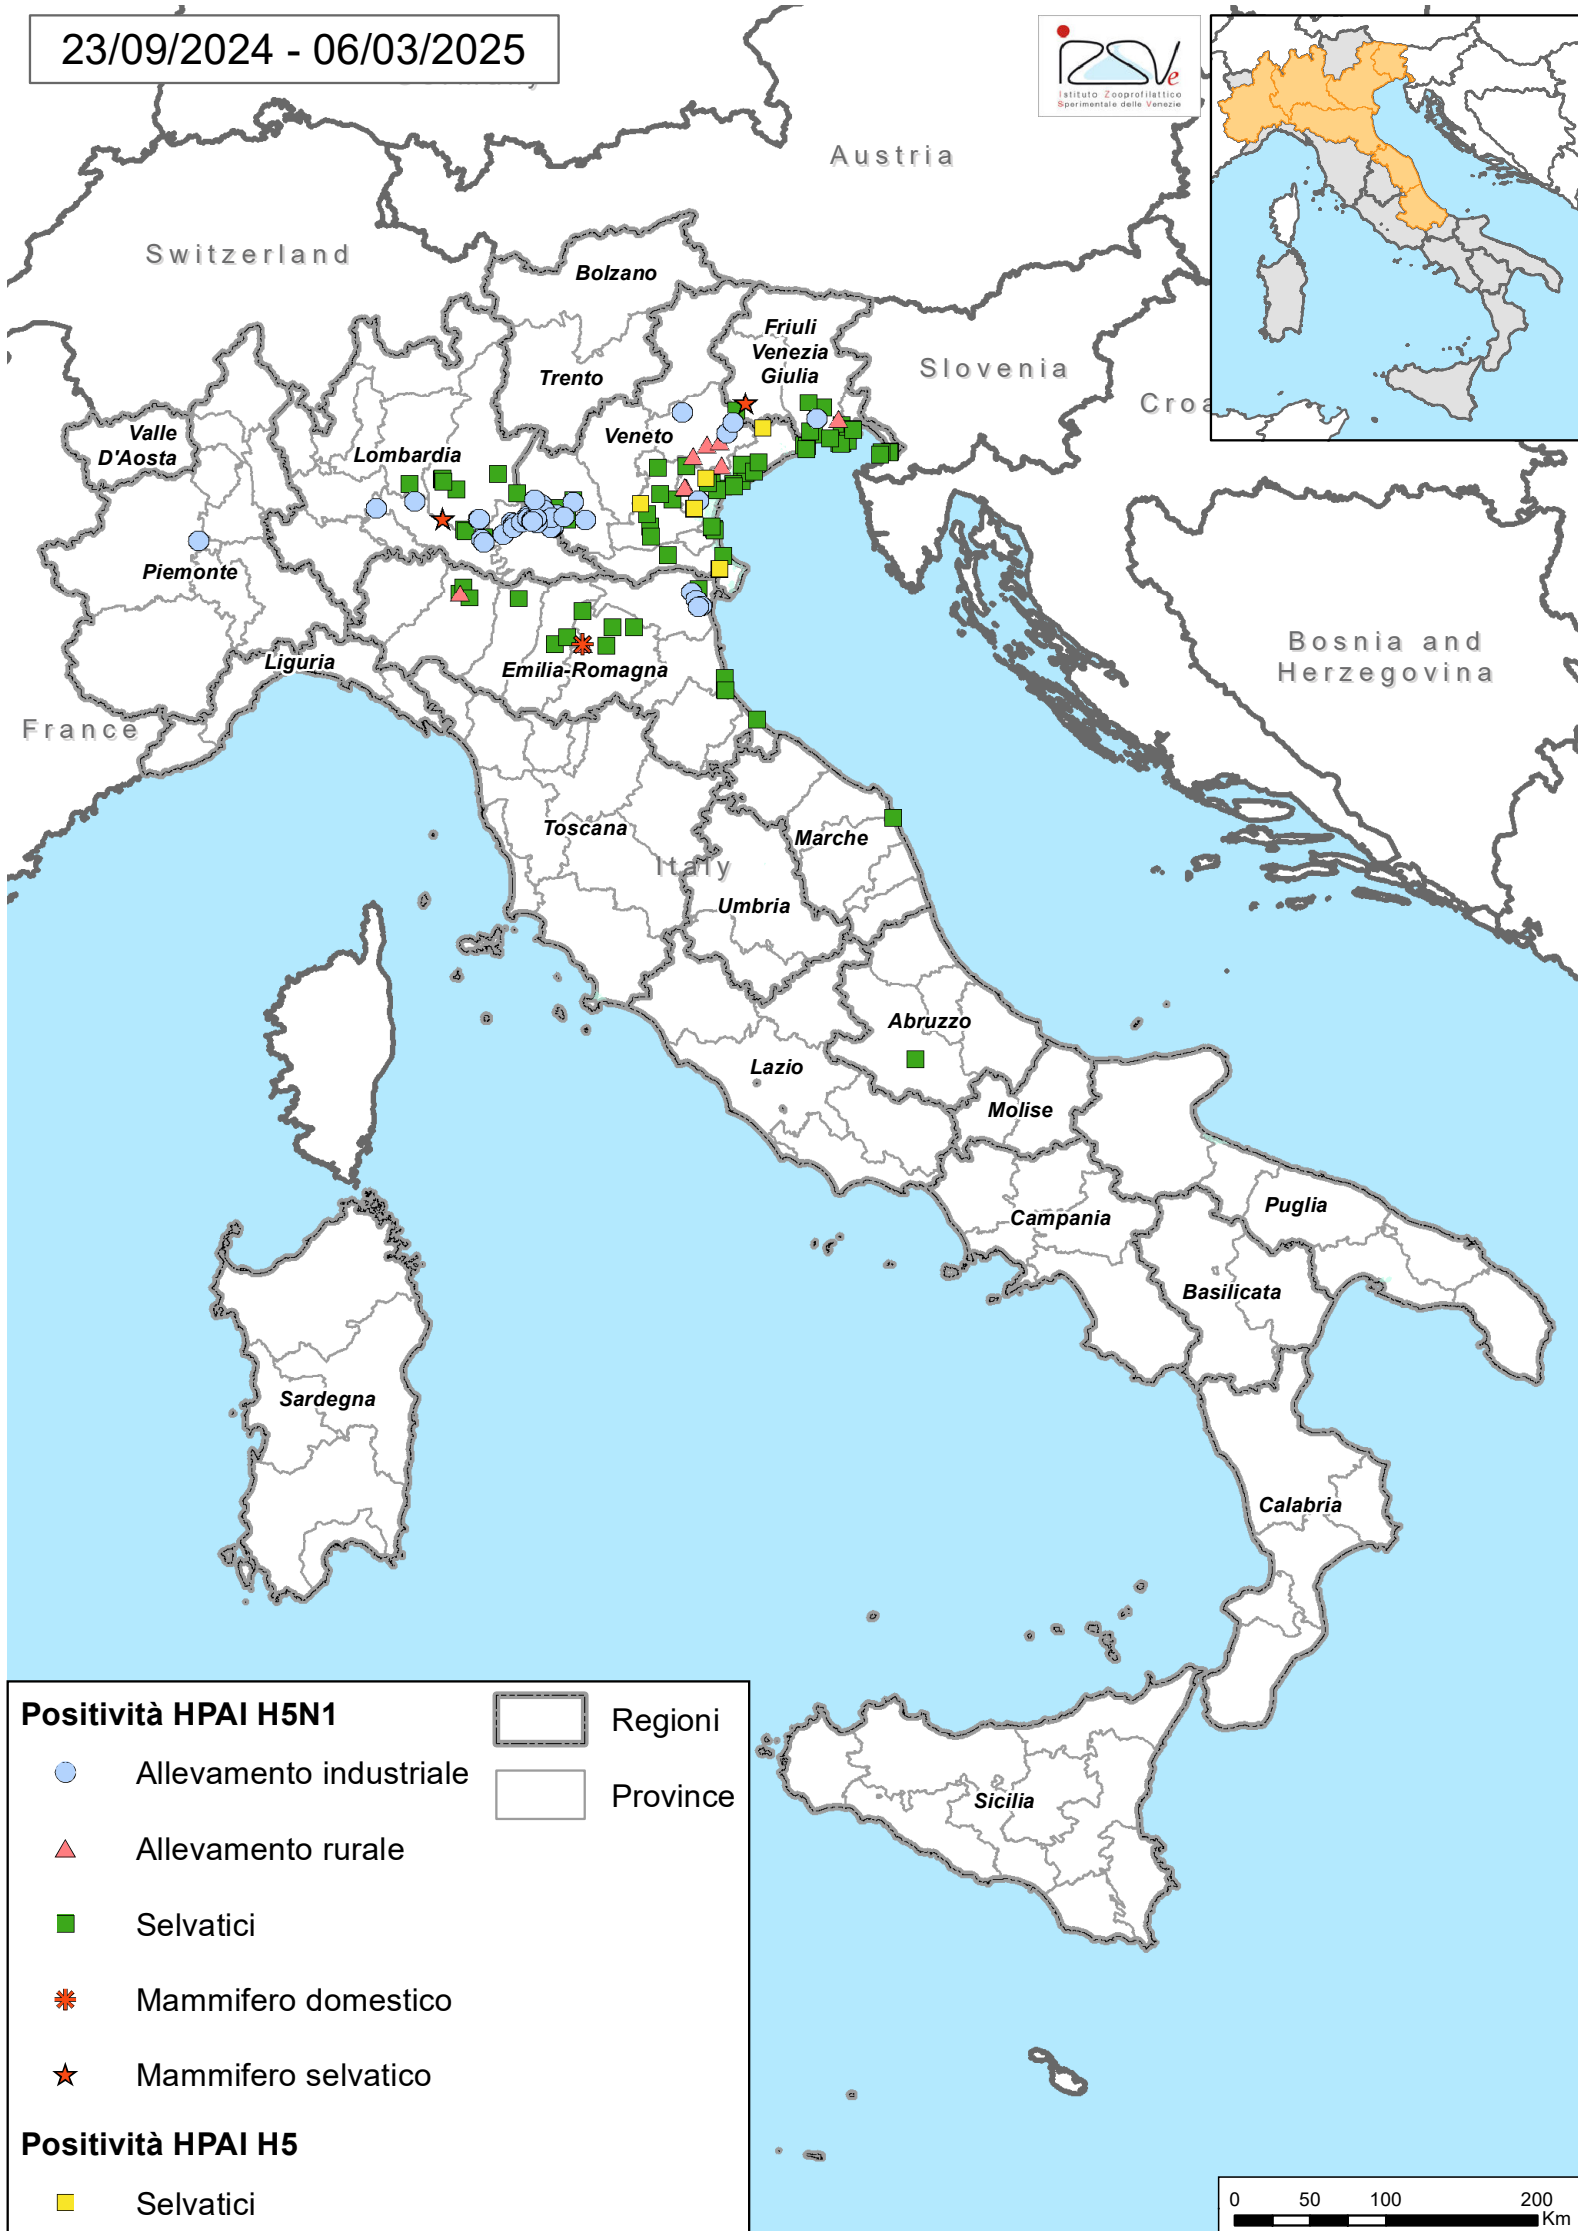 23/09/2024 - 06/03/2025
IZSVe
Istituto Zooprofilattico
Sperimentale delle Venezie
Austria
Switzerland
Bolzano
Friuli
Venezia
Giulia
Slovenia
Trento
Croa
Valle
D'Aosta
Veneto
Lombardia
Piemonte
Bosnia and
Herzegovina
Liguria
Emilia-Romagna
France
Toscana
Marche
Italy
Umbria
Abruzzo
Lazio
Molise
Puglia
Campania
Basilicata
Sardegna
Calabria
Sicilia
Positività HPAI H5N1
Allevamento industriale
Allevamento rurale
Selvatici
Mammifero domestico
Mammifero selvatico
Positività HPAI H5
Selvatici
Regioni
Province
0 50 100 200
Km